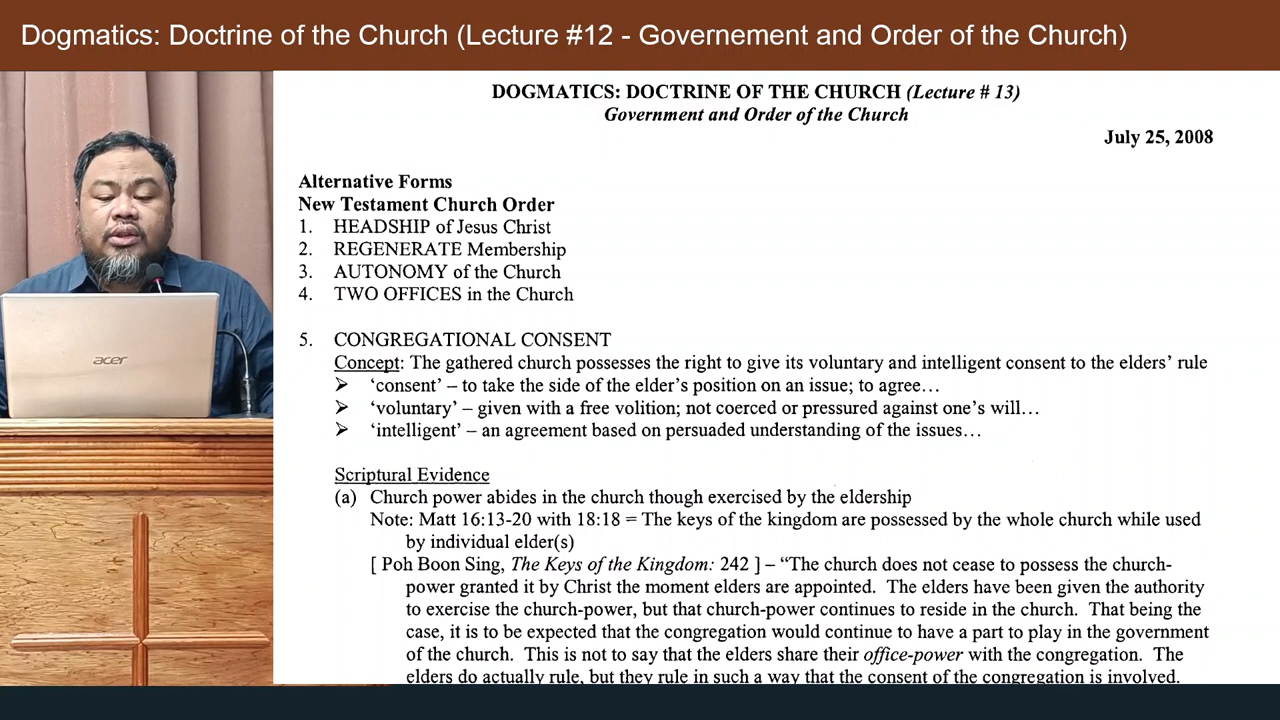 Dogmatics: Doctrine of the Church (Lecture #12 - Governement and Order of the Church)
DOGMATICS: DOCTRINE OF THE CHURCH (Lecture # 13)
Government and Order of the Church
July 25, 2008
Alternative Forms
New Testament Church Order
1. HEADSHIP of Jesus Christ
2. REGENERATE Membership
3. AUTONOMY of the Church
4. TWO OFFICES in the Church
5. CONGREGATIONAL CONSENT
Concept: The gathered church possesses the right to give its voluntary and intelligent consent to the elders' rule
➢ 'consent' – to take the side of the elder's position on an issue; to agree…
➢ 'voluntary' – given with a free volition; not coerced or pressured against one's will…
➢ 'intelligent' – an agreement based on persuaded understanding of the issues…
Scriptural Evidence
(a) Church power abides in the church though exercised by the eldership
Note: Matt 16:13-20 with 18:18 = The keys of the kingdom are possessed by the whole church while used
by individual elder(s)
[ Poh Boon Sing, The Keys of the Kingdom: 242 ] – “The church does not cease to possess the church-
power granted it by Christ the moment elders are appointed. The elders have been given the authority
to exercise the church-power, but that church-power continues to reside in the church. That being the
case, it is to be expected that the congregation would continue to have a part to play in the government
of the church. This is not to say that the elders share their office-power with the congregation. The
elders do actually rule, but they rule in such a way that the consent of the congregation is involved.
acer